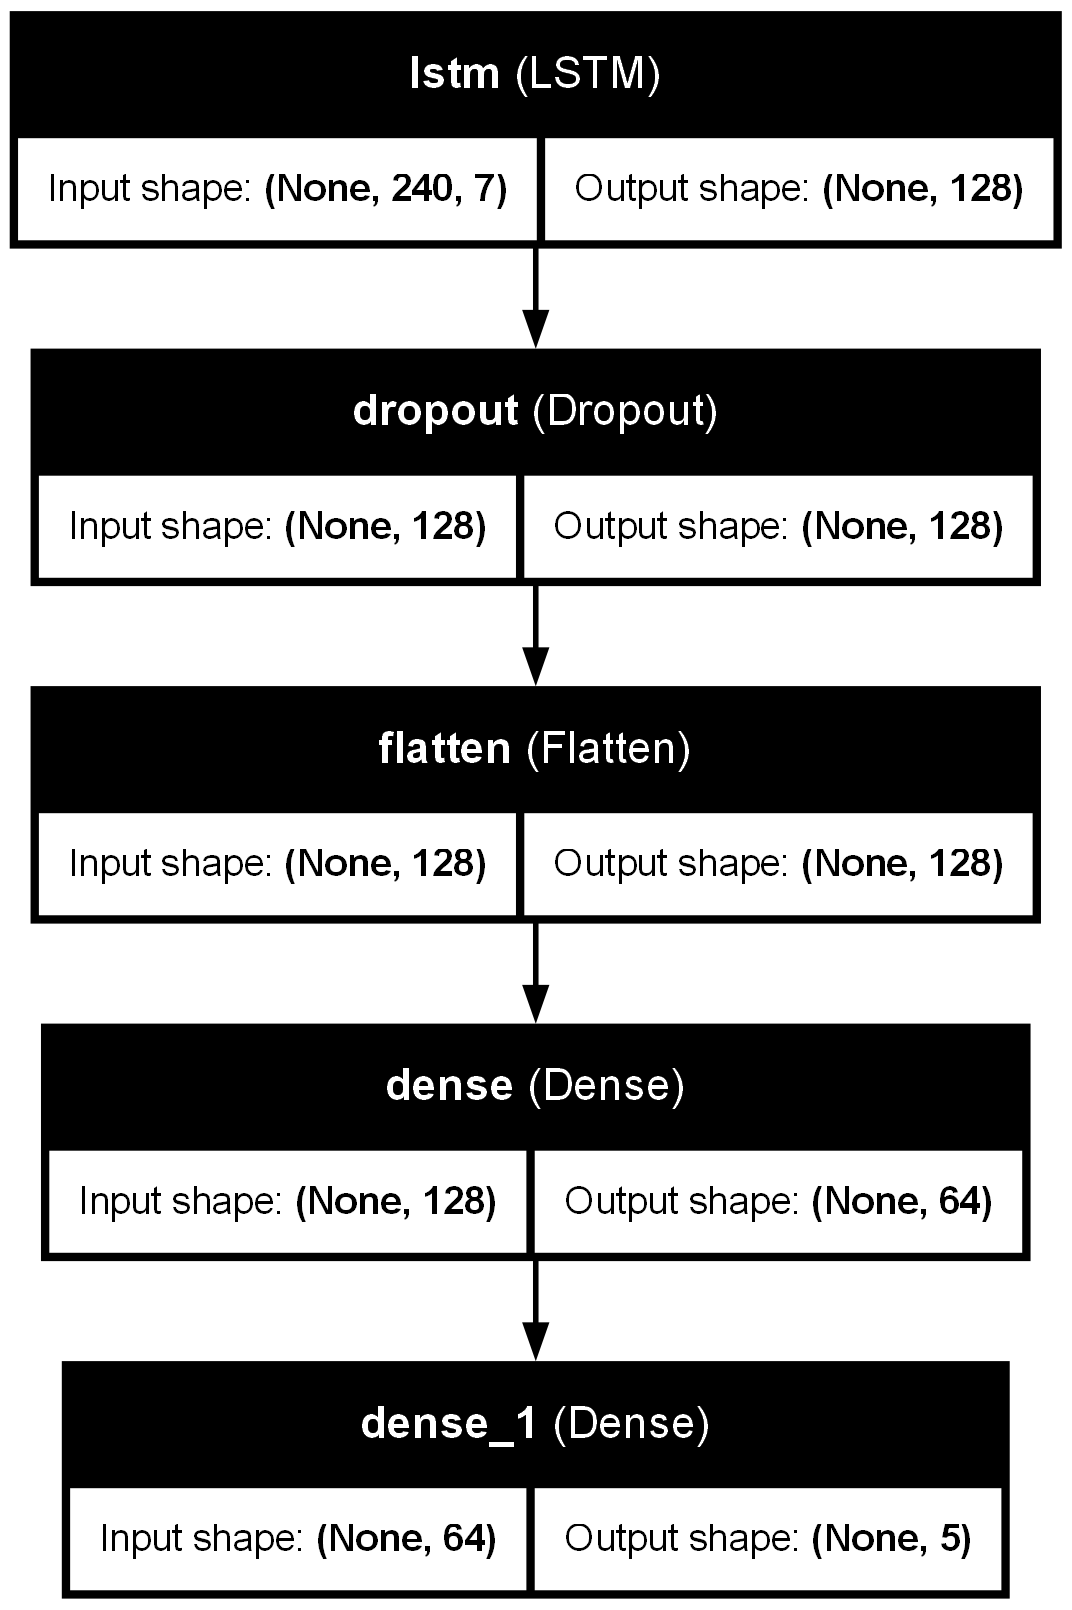 lstm (LSTM)
Input shape: (None, 240, 7) Output shape: (None, 128)
dropout (Dropout)
Input shape: (None, 128) Output shape: (None, 128)
flatten (Flatten)
Input shape: (None, 128) Output shape: (None, 128)
dense (Dense)
Input shape: (None, 128) Output shape: (None, 64)
dense_1 (Dense)
Input shape: (None, 64) Output shape: (None, 5)